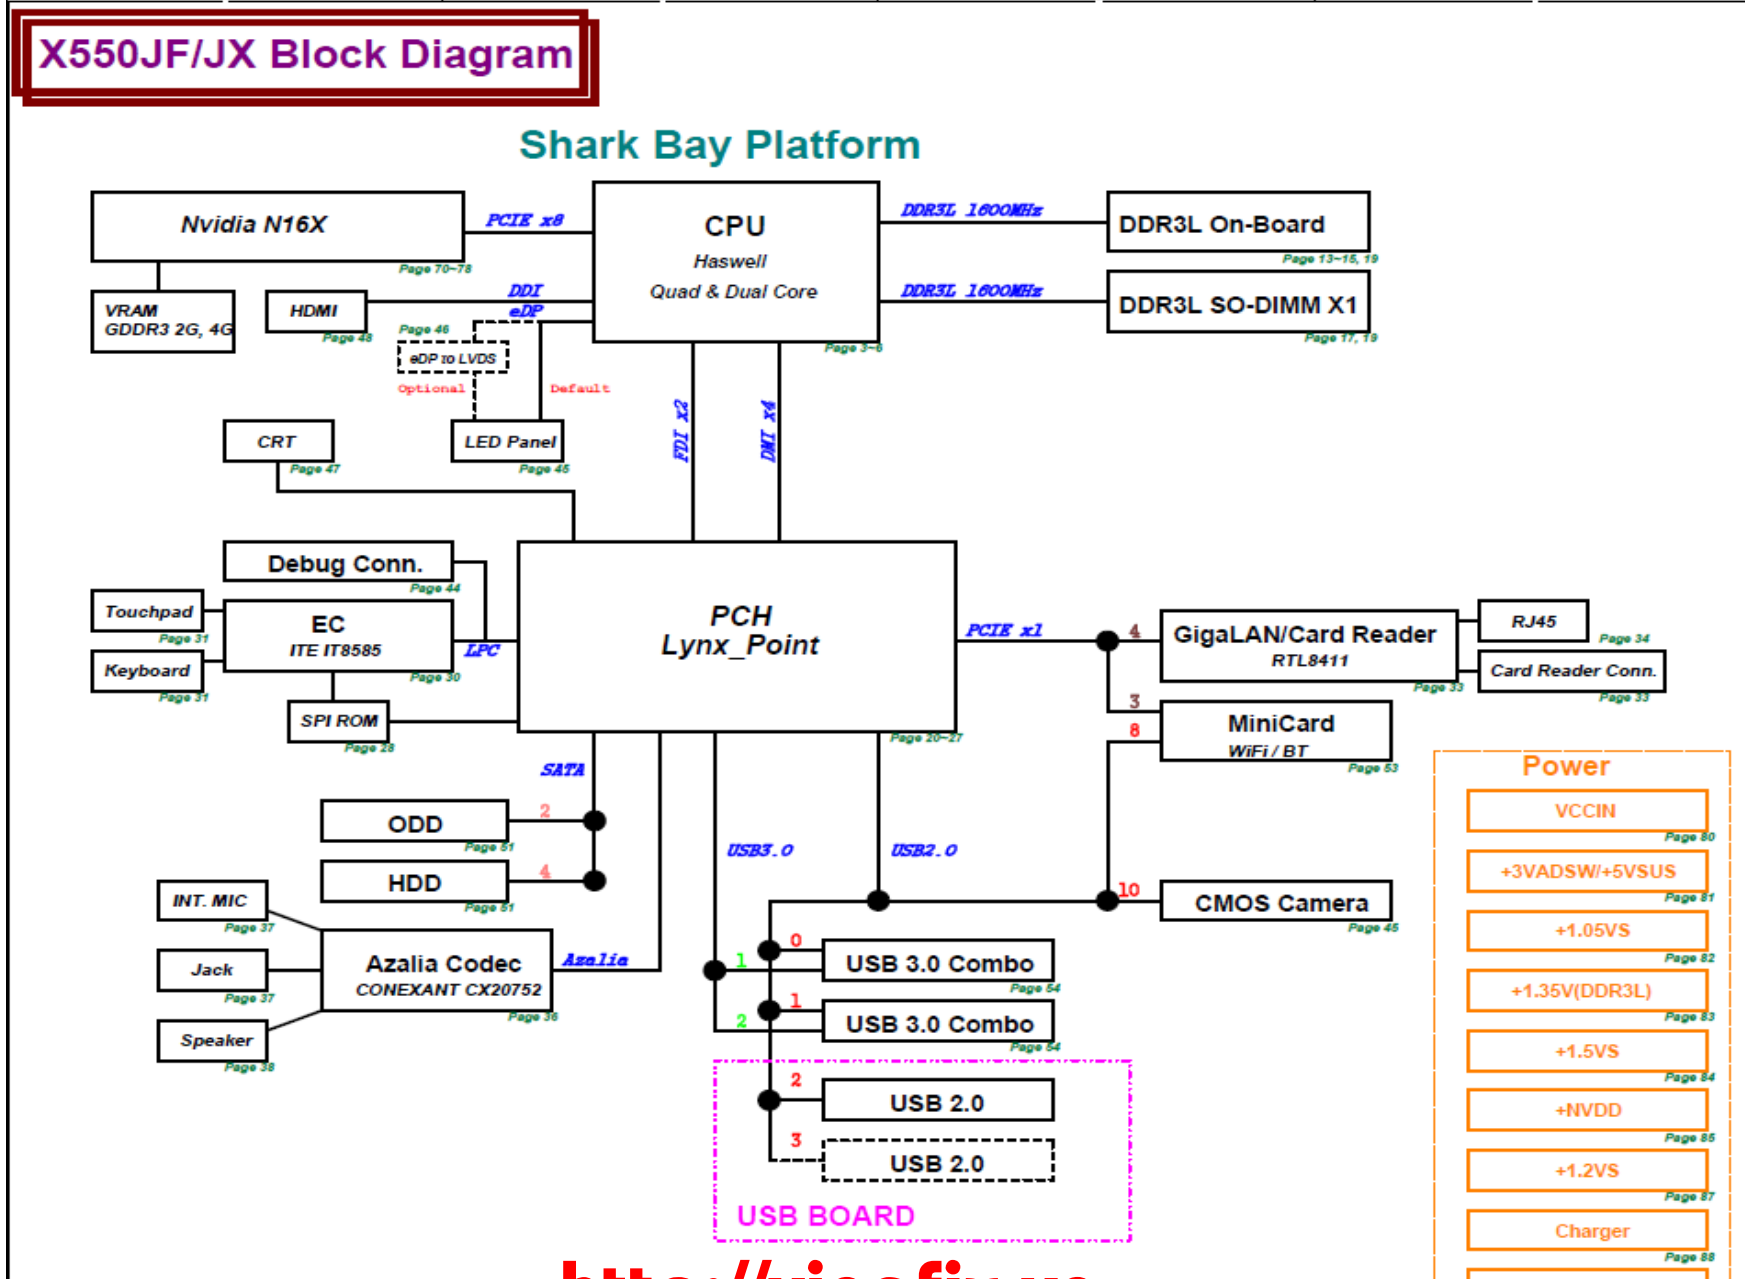 X550JF/JX Block Diagram
Shark Bay Platform
Nvidia N16X
Page 70~78
PCIE x8
CPU
Haswell
Quad & Dual Core
Page 3~6
DDR3L 1600MHz
DDR3L On-Board
Page 13~15, 19
DDR3L 1600MHz
DDR3L SO-DIMM X1
Page 17, 19
VRAM
GDDR3 2G, 4G
HDMI
Page 48
DDI
eDP
Page 46
eDP to LVDS
Optional
Default
LED Panel
Page 45
CRT
Page 47
FDI x2
DMI x4
Debug Conn.
Page 44
Touchpad
Page 31
Keyboard
Page 31
EC
ITE IT8585
Page 30
LPC
SPI ROM
Page 28
PCH
Lynx_Point
Page 20~27
PCIE x1
4
GigaLAN/Card Reader
RTL8411
Page 33
RJ45
Page 34
Card Reader Conn.
Page 33
3
8
MiniCard
WiFi / BT
Page 53
SATA
2
ODD
Page 51
4
HDD
Page 51
USB3.0
USB2.0
10
CMOS Camera
Page 45
INT. MIC
Page 37
Jack
Page 37
Speaker
Page 38
Azalia Codec
CONEXANT CX20752
Page 36
Azalia
0
1
USB 3.0 Combo
Page 54
1
2
USB 3.0 Combo
Page 54
2
USB 2.0
3
USB 2.0
USB BOARD
Power
VCCIN
Page 80
+3VADSW/+5VSUS
Page 81
+1.05VS
Page 82
+1.35V(DDR3L)
Page 83
+1.5VS
Page 84
+NVDD
Page 85
+1.2VS
Page 87
Charger
Page 88